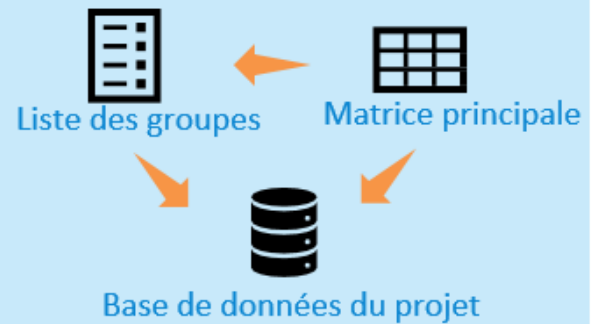 Liste des groupes
Matrice principale
Base de données du projet